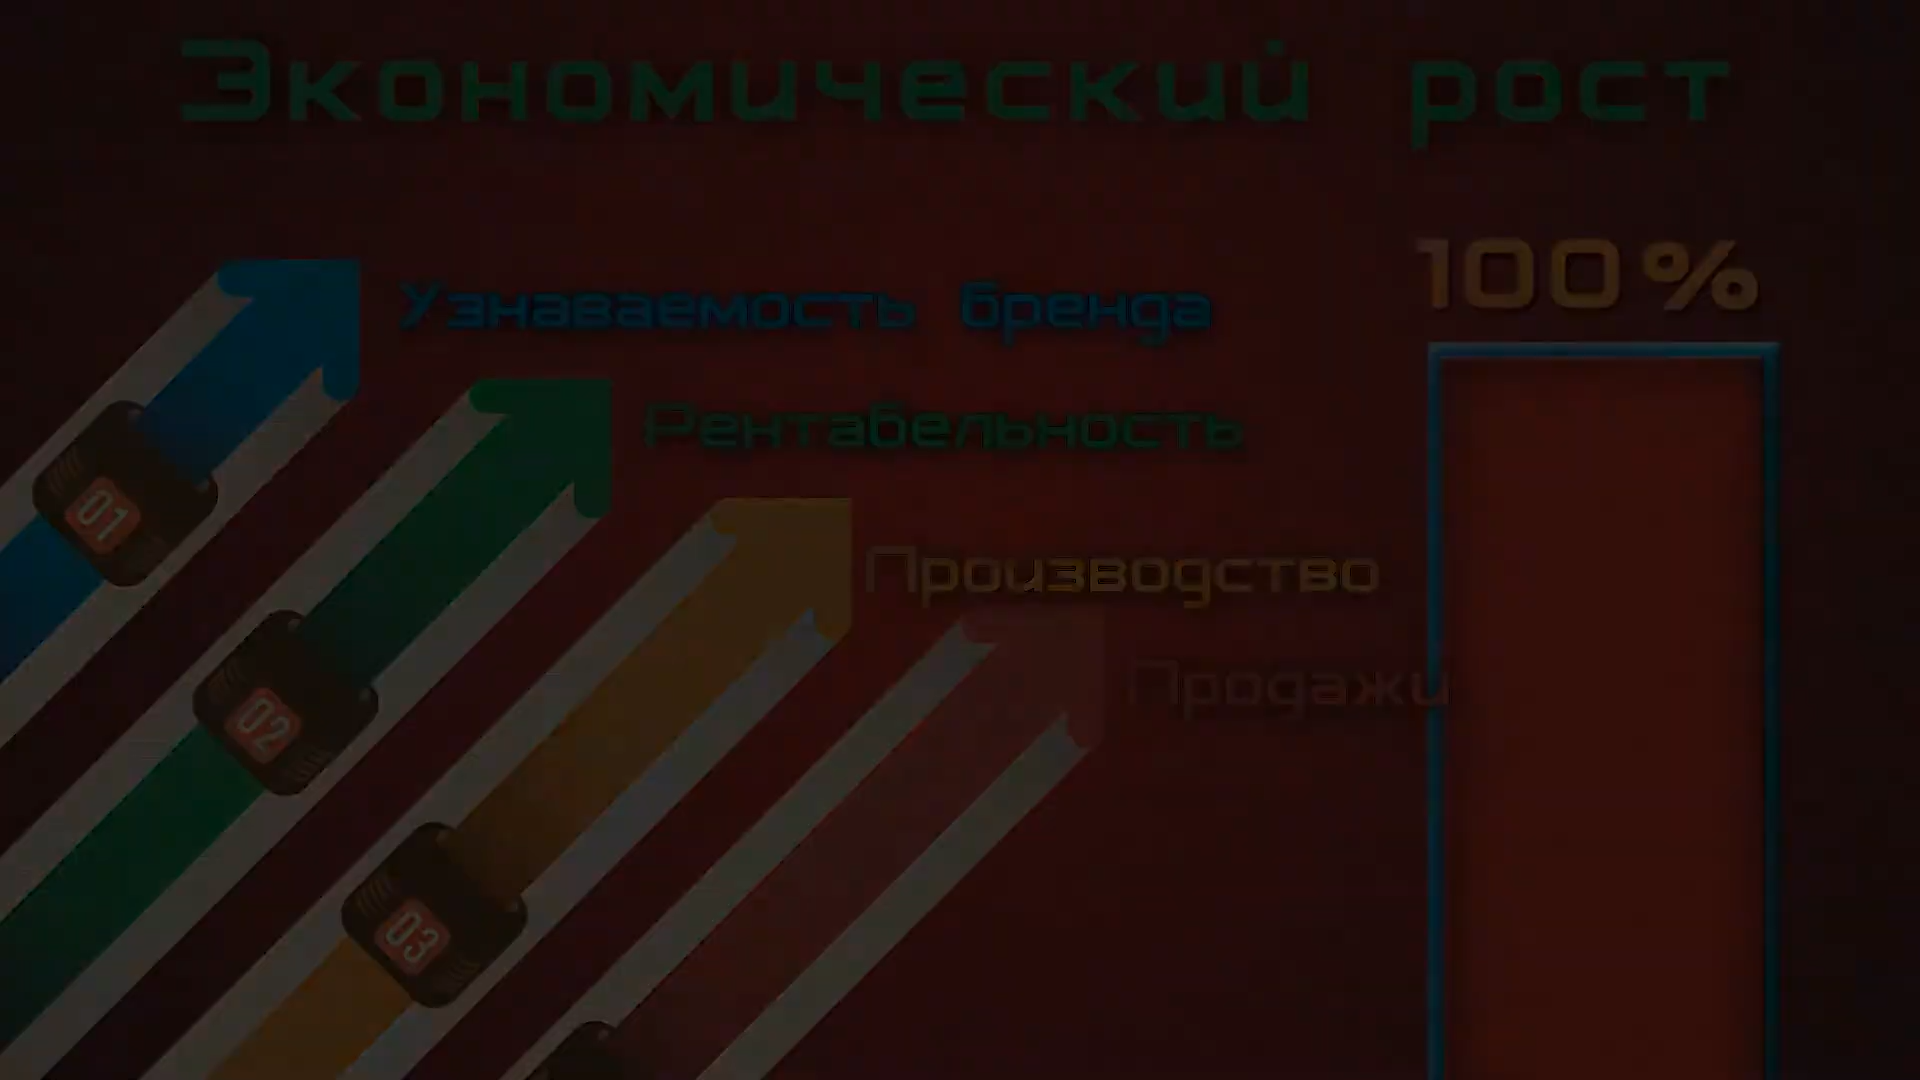 Экономический рост
100%
Узнаваемость бренда
Рентабельность
01
Производство
Продажи
02
03